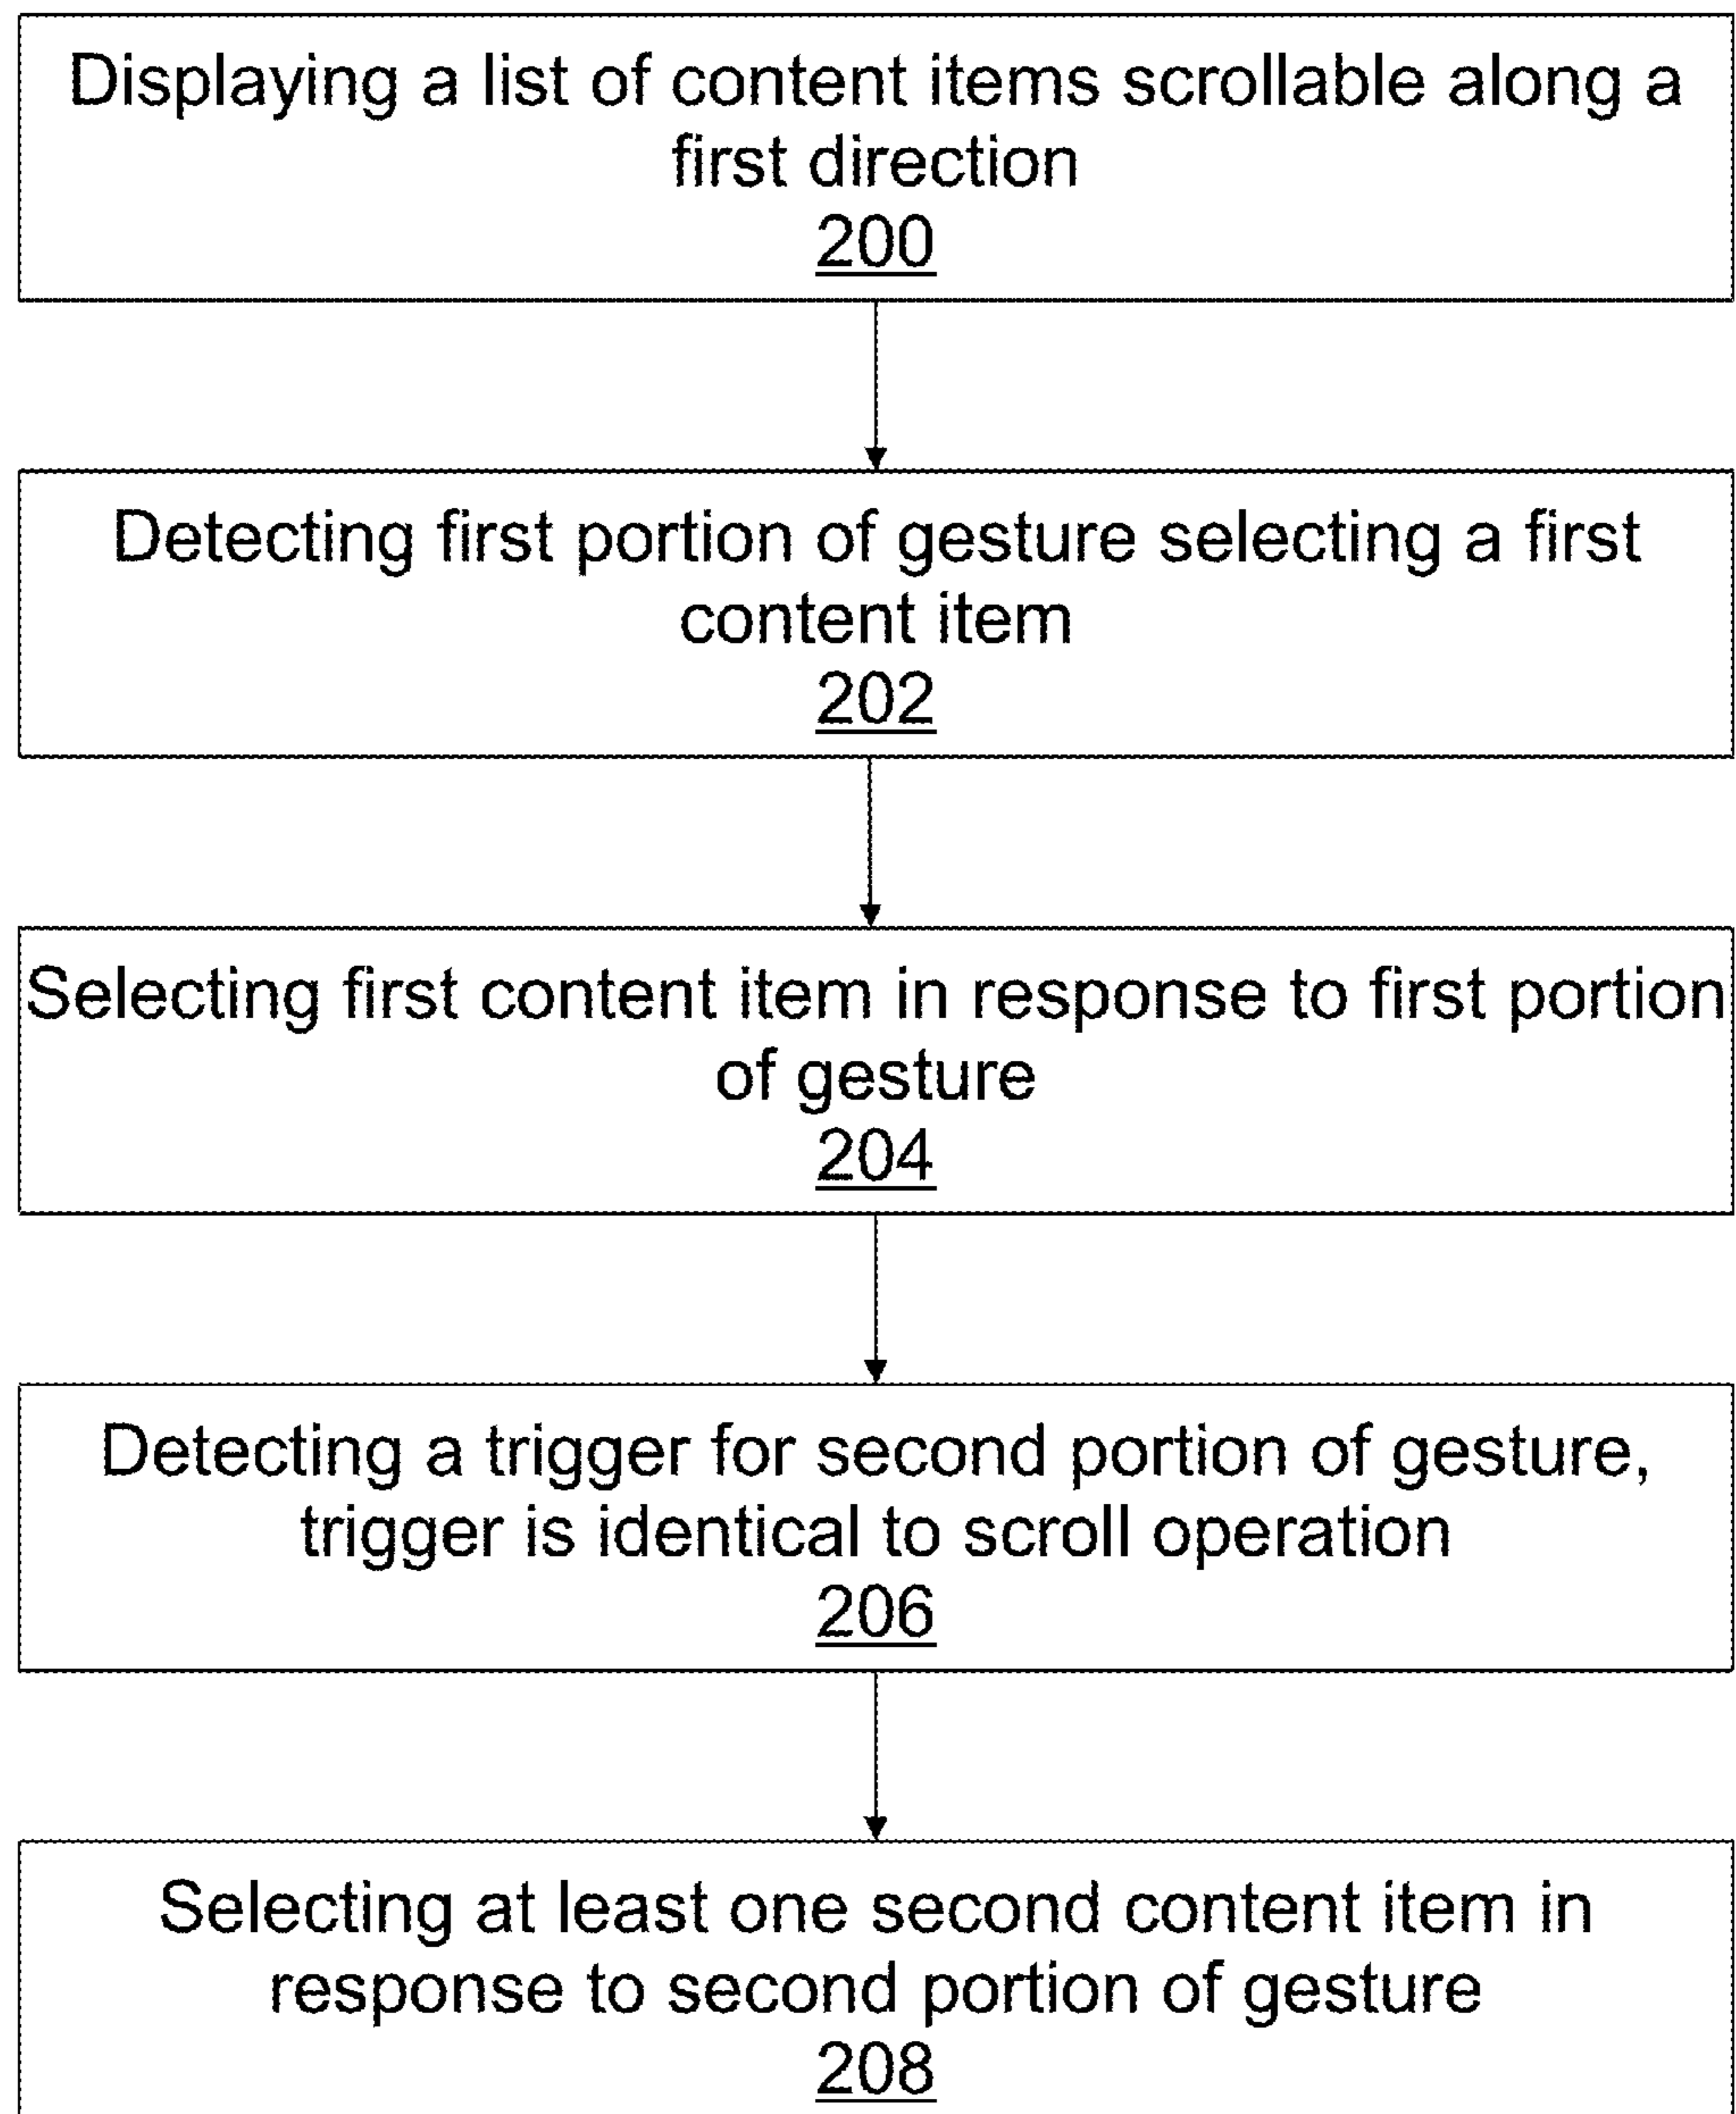 Displaying a list of content items scrollable along a
first direction
200
Detecting first portion of gesture selecting a first
content item
202
Selecting first content item in response to first portion
of gesture
204
Detecting a trigger for second portion of gesture,
trigger is identical to scroll operation
206
Selecting at least one second content item in
response to second portion of gesture
208